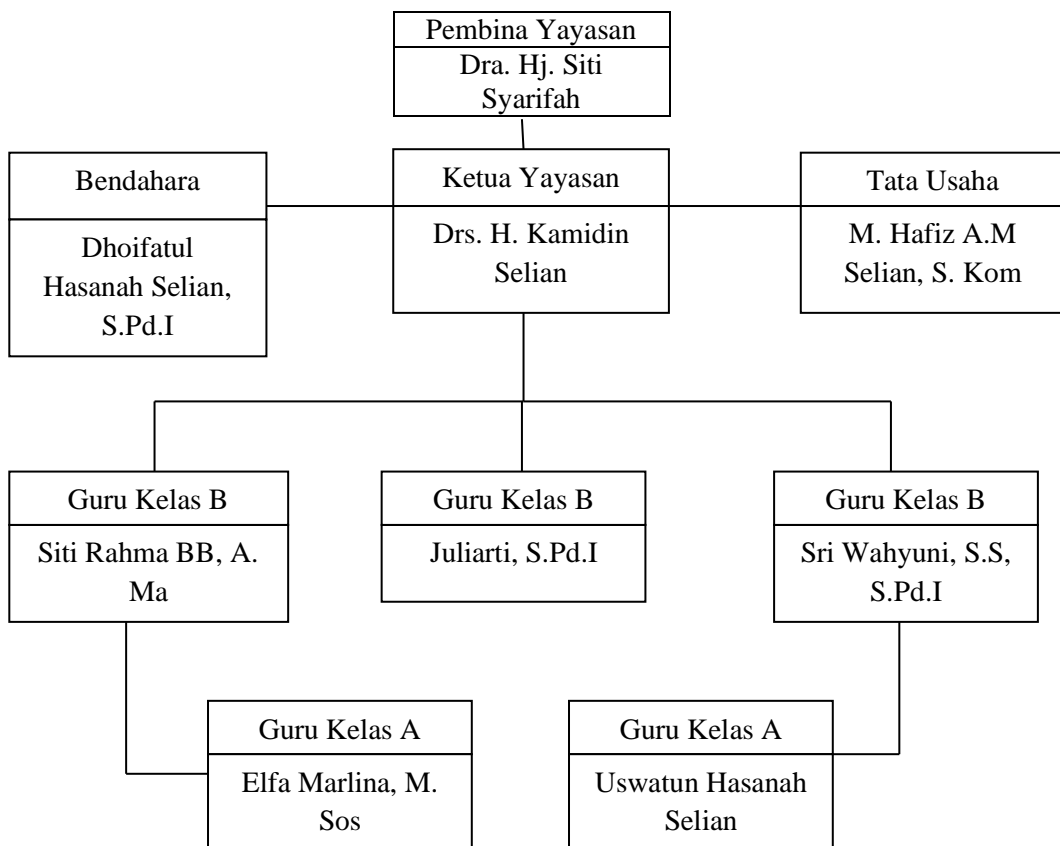 Pembina Yayasan
Dra. Hj. Siti
Syarifah
Bendahara
Dhoifatul
Hasanah Selian,
S.Pd.I
Ketua Yayasan
Drs. H. Kamidin
Selian
Tata Usaha
M. Hafiz A.M
Selian, S. Kom
Guru Kelas B
Siti Rahma BB, A.
Ma
Guru Kelas B
Juliarti, S.Pd.I
Guru Kelas B
Sri Wahyuni, S.S,
S.Pd.I
Guru Kelas A
Elfa Marlina, M.
Sos
Guru Kelas A
Uswatun Hasanah
Selian